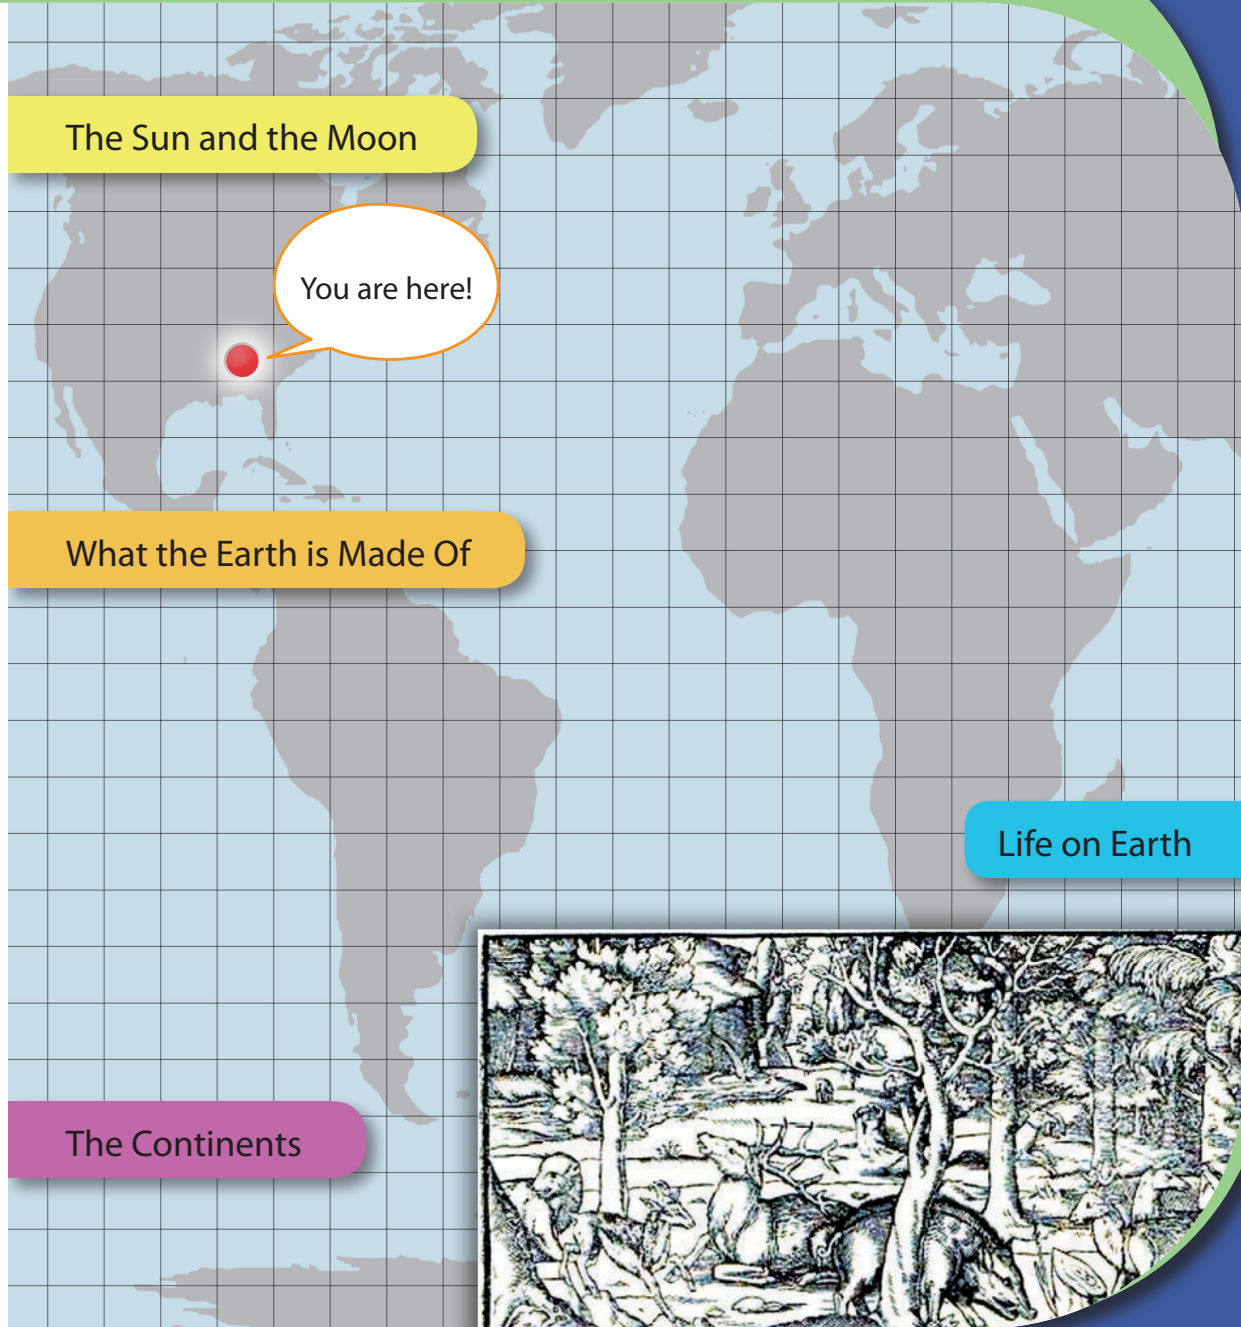 The Sun and the Moon
You are here!
What the Earth is Made Of
Life on Earth
The Continents